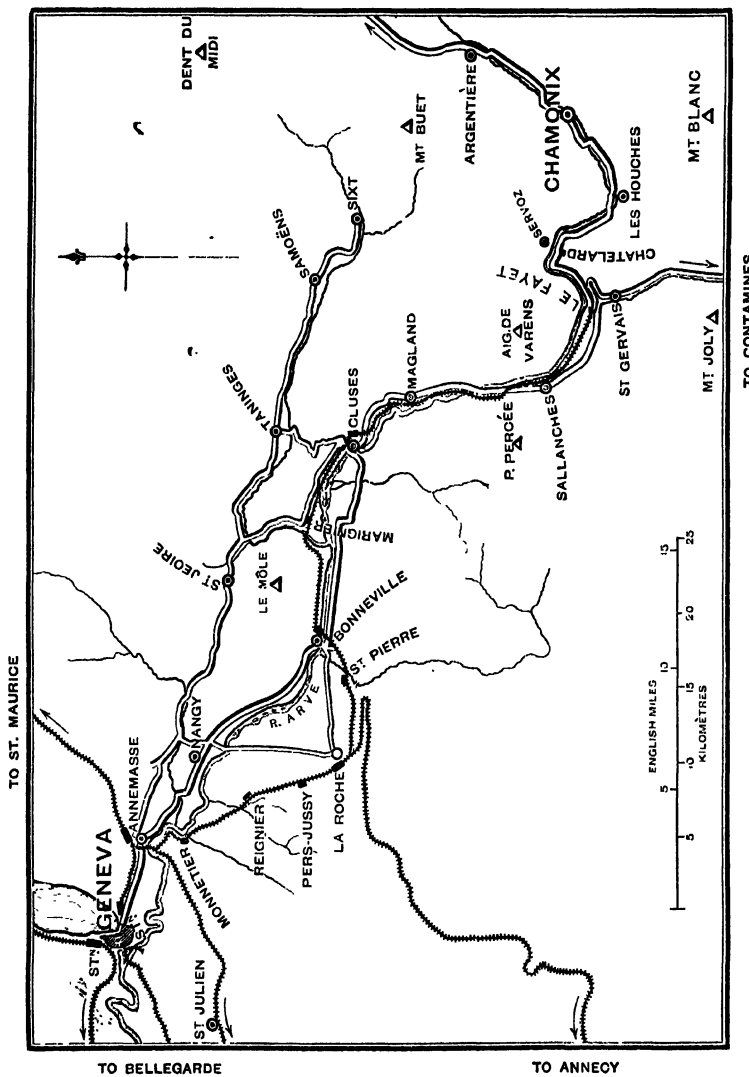 DENT DU
MIDI
MT BUET
ARGENTIÈRE
CHAMONIX
MT BLANC
LES HOUCHES
SERVOZ
CHATELARD
LE FAYET
ST GERVAIS
MT JOLY
TO CONTAMINES
SIXT
SAMOËNS
TANINGES
AIG. DE
VARENS
MAGLAND
CLUSES
P. PERCÉE
SALLANCHES
MARIGNIER
ST JEOIRE
LE MÔLE
BONNEVILLE
ST PIERRE
R. ARVE
NANGY
ANNEMASSE
TO ST. MAURICE
GENEVA
STN
MONNETIER
REIGNIER
PERS-JUSSY
LA ROCHE
ST JULIEN
ENGLISH MILES
5
10
15
KILOMÈTRES
5
10
15
20
25
TO BELLEGARDE
TO ANNECY